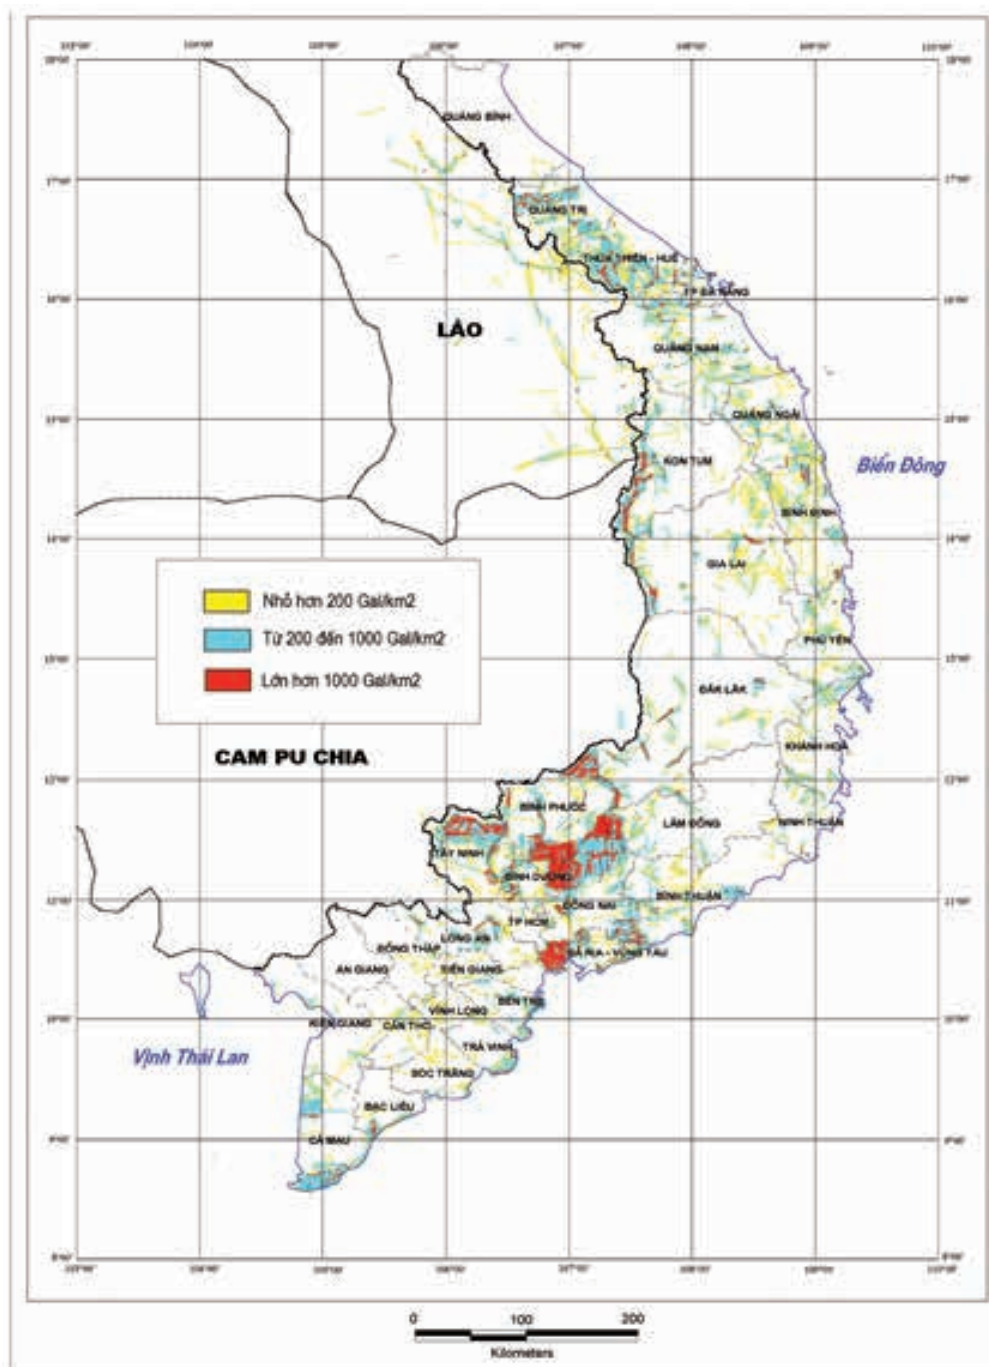 QUẢNG BÌNH
QUẢNG TRỊ
THỪA THIÊN - HUẾ
TP ĐÀ NẴNG
LÀO
QUẢNG NAM
QUẢNG NGÃI
KON TUM
Biển Đông
BÌNH ĐỊNH
GIA LAI
Nhỏ hơn 200 Gal/km2
Từ 200 đến 1000 Gal/km2
Lớn hơn 1000 Gal/km2
PHÚ YÊN
ĐĂK LĂK
KHÁNH HOÀ
CAM PU CHIA
BÌNH PHƯỚC
LÂM ĐỒNG
NINH THUẬN
TÂY NINH
BÌNH DƯƠNG
BÌNH THUẬN
ĐỒNG NAI
TP HCM
LONG AN
ĐỒNG THÁP
BÀ RỊA - VŨNG TÀU
AN GIANG
TIỀN GIANG
BẾN TRE
VĨNH LONG
KIÊN GIANG
CẦN THƠ
TRÀ VINH
Vịnh Thái Lan
SÓC TRĂNG
BẠC LIÊU
CÀ MAU
0 100 200
Kilometers